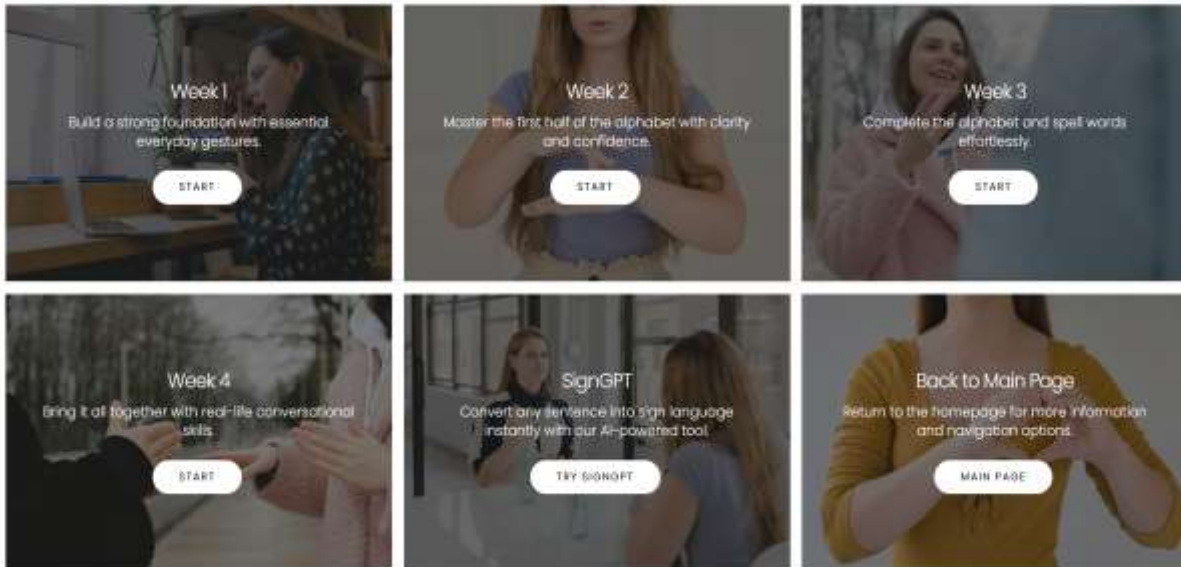 Week 1
Build a strong foundation with essential
everyday gestures.
START
Week 2
Master the first half of the alphabet with clarity
and confidence.
START
Week 3
Complete the alphabet and spell words
effortlessly.
START
Week 4
Bring it all together with real-life conversational
skills.
START
SignGPT
Convert any sentence into sign language
instantly with our AI-powered tool.
TRY SIGNGPT
Back to Main Page
Return to the homepage for more information
and navigation options.
MAIN PAGE